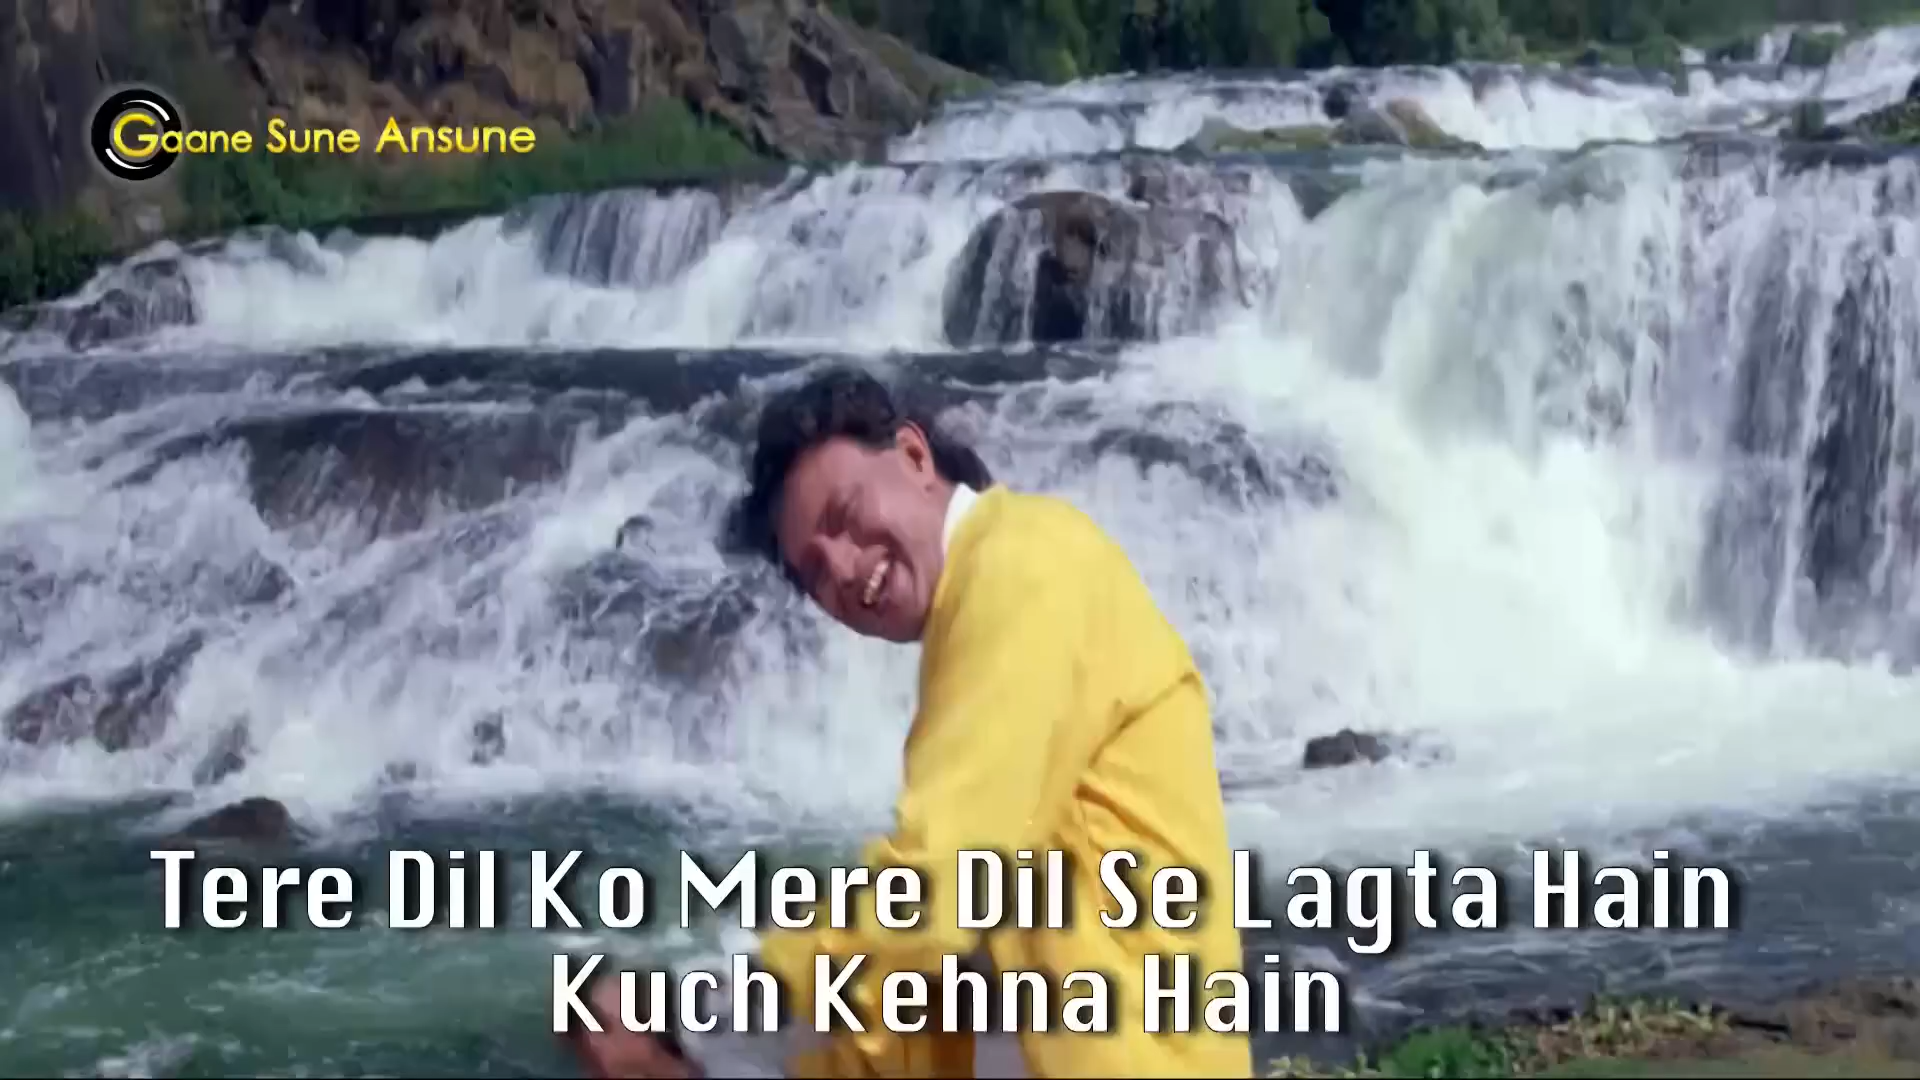 Gaane Sune Ansune
Tere Dil Ko Mere Dil Se Lagta Hain
Kuch Kehna Hain